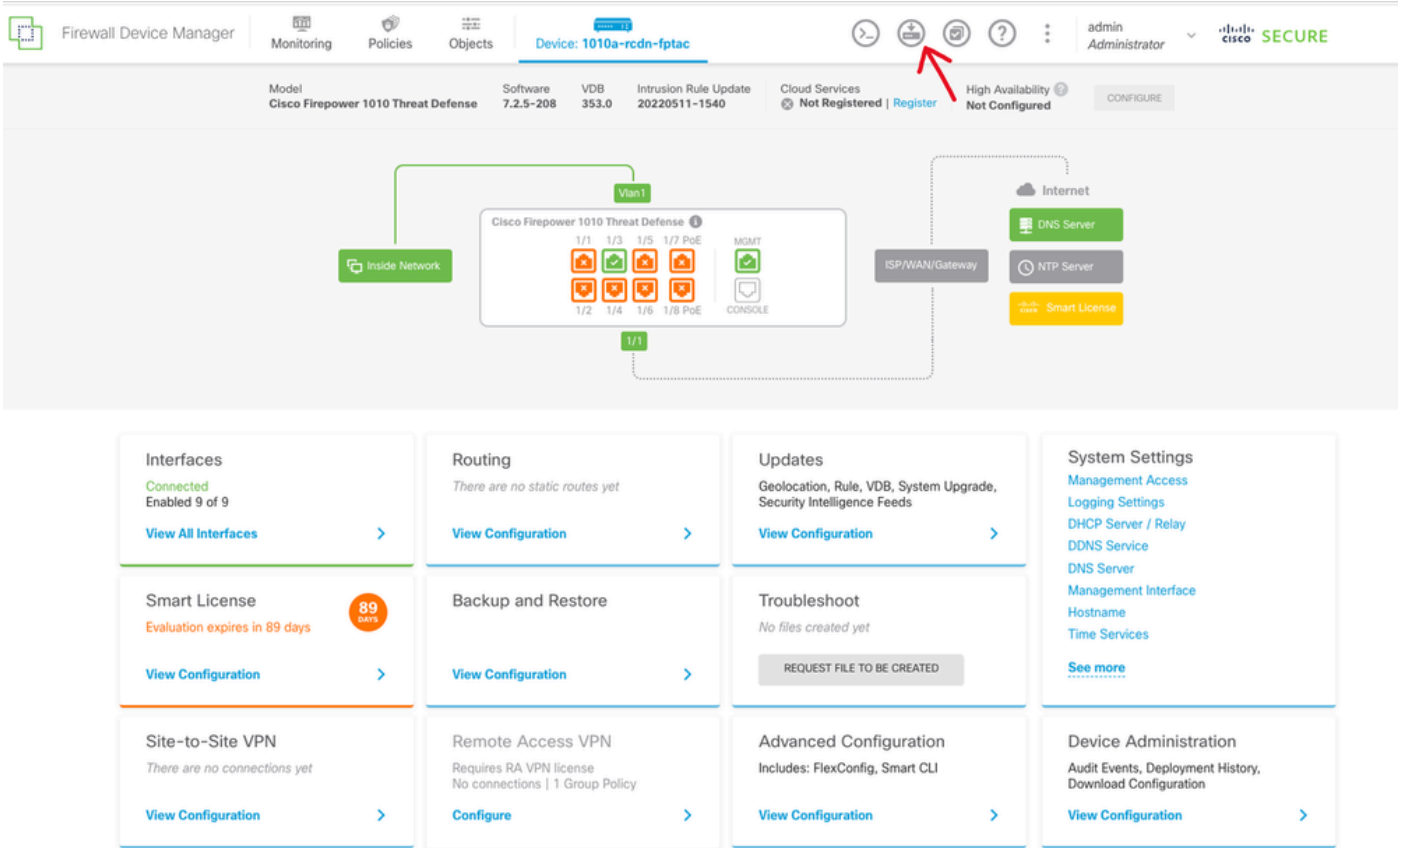 Firewall Device Manager
Monitoring
Policies
Objects
Device: 1010a-rcdn-fptac
admin
Administrator
cisco SECURE
Model
Cisco Firepower 1010 Threat Defense
Software
7.2.5-208
VDB
353.0
Intrusion Rule Update
20220511-1540
Cloud Services
Not Registered | Register
High Availability ?
Not Configured
CONFIGURE
Vlan1
Internet
Cisco Firepower 1010 Threat Defense
DNS Server
1/1 1/3 1/5 1/7 PoE MGMT
Inside Network
ISP/WAN/Gateway
NTP Server
1/2 1/4 1/6 1/8 PoE CONSOLE
Smart License
1/1
Interfaces
Connected
Enabled 9 of 9
View All Interfaces
Routing
There are no static routes yet
View Configuration
Updates
Geolocation, Rule, VDB, System Upgrade,
Security Intelligence Feeds
View Configuration
System Settings
Management Access
Logging Settings
DHCP Server / Relay
DDNS Service
DNS Server
Management Interface
Hostname
Time Services
See more
Smart License
Evaluation expires in 89 days
89
DAYS
View Configuration
Backup and Restore
View Configuration
Troubleshoot
No files created yet
REQUEST FILE TO BE CREATED
Site-to-Site VPN
There are no connections yet
View Configuration
Remote Access VPN
Requires RA VPN license
No connections | 1 Group Policy
Configure
Advanced Configuration
Includes: FlexConfig, Smart CLI
View Configuration
Device Administration
Audit Events, Deployment History,
Download Configuration
View Configuration